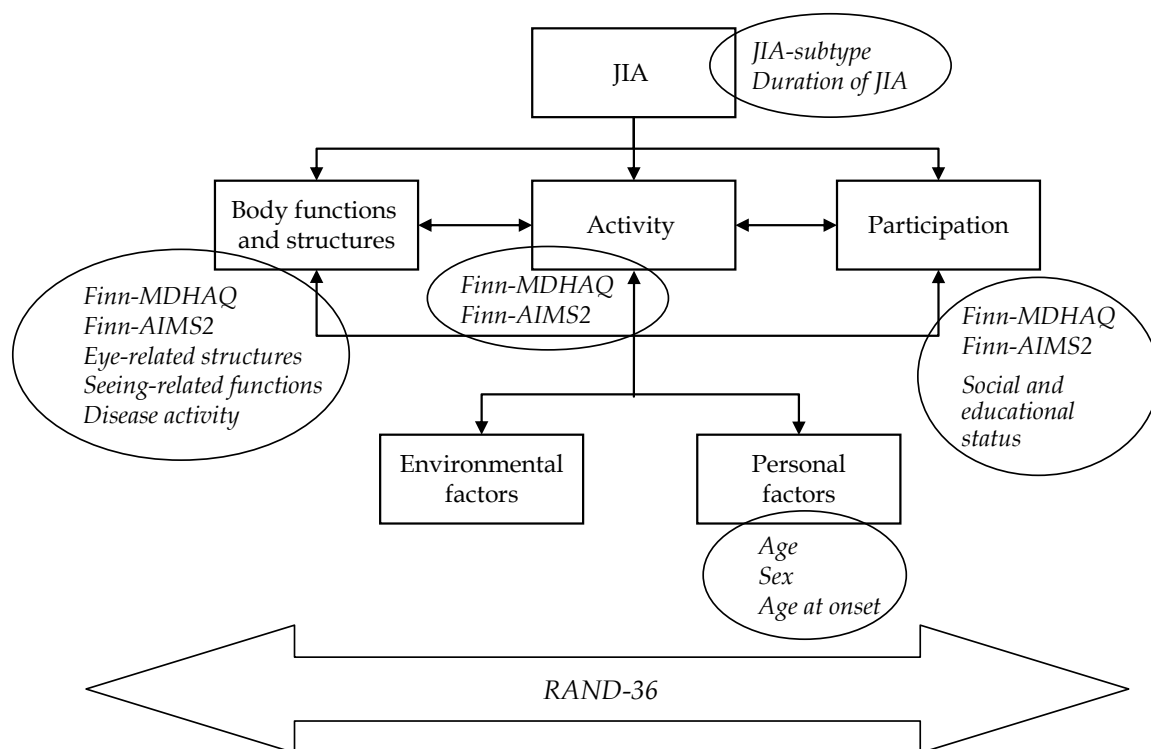 JIA
JIA-subtype
Duration of JIA
Body functions
and structures
Activity
Participation
Finn-MDHAQ
Finn-AIMS2
Eye-related structures
Seeing-related functions
Disease activity
Finn-MDHAQ
Finn-AIMS2
Finn-MDHAQ
Finn-AIMS2
Social and
educational
status
Environmental
factors
Personal
factors
Age
Sex
Age at onset
RAND-36